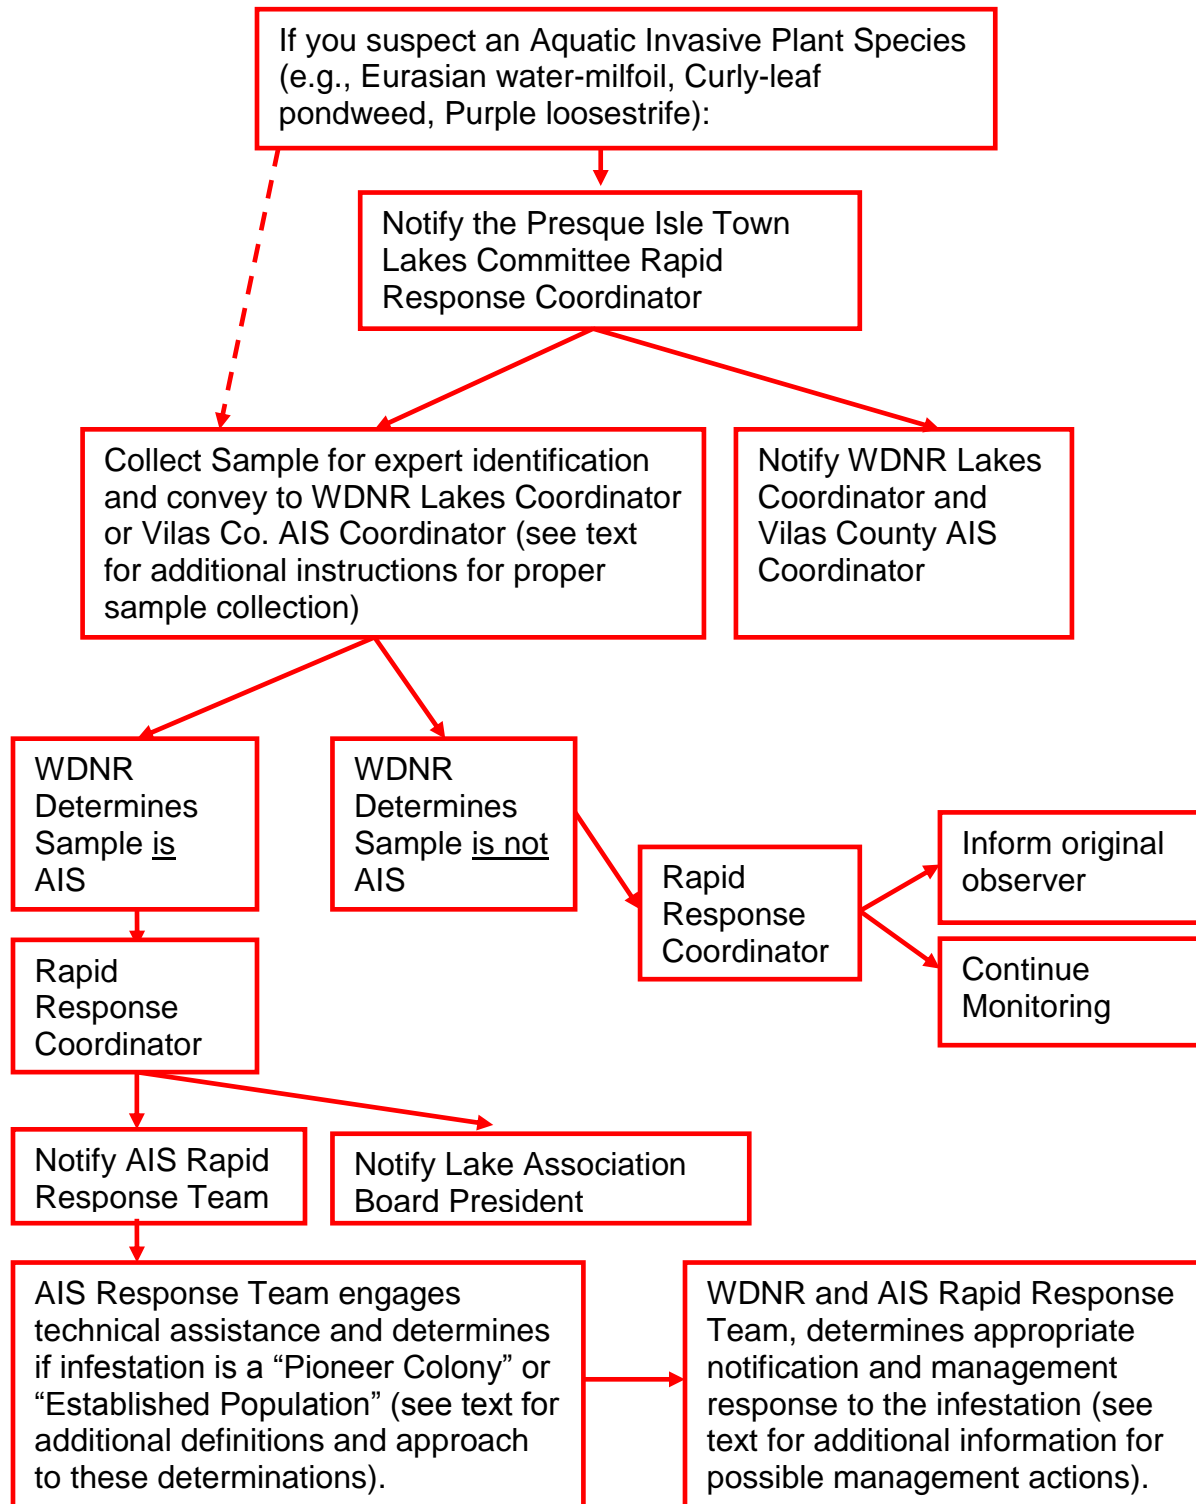 If you suspect an Aquatic Invasive Plant Species
(e.g., Eurasian water-milfoil, Curly-leaf
pondweed, Purple loosestrife):
Notify the Presque Isle Town
Lakes Committee Rapid
Response Coordinator
Collect Sample for expert identification
and convey to WDNR Lakes Coordinator
or Vilas Co. AIS Coordinator (see text
for additional instructions for proper
sample collection)
Notify WDNR Lakes
Coordinator and
Vilas County AIS
Coordinator
WDNR
Determines
Sample is
AIS
WDNR
Determines
Sample is not
AIS
Rapid
Response
Coordinator
Inform original
observer
Continue
Monitoring
Rapid
Response
Coordinator
Notify AIS Rapid
Response Team
Notify Lake Association
Board President
AIS Response Team engages
technical assistance and determines
if infestation is a “Pioneer Colony” or
“Established Population” (see text for
additional definitions and approach
to these determinations).
WDNR and AIS Rapid Response
Team, determines appropriate
notification and management
response to the infestation (see
text for additional information for
possible management actions).